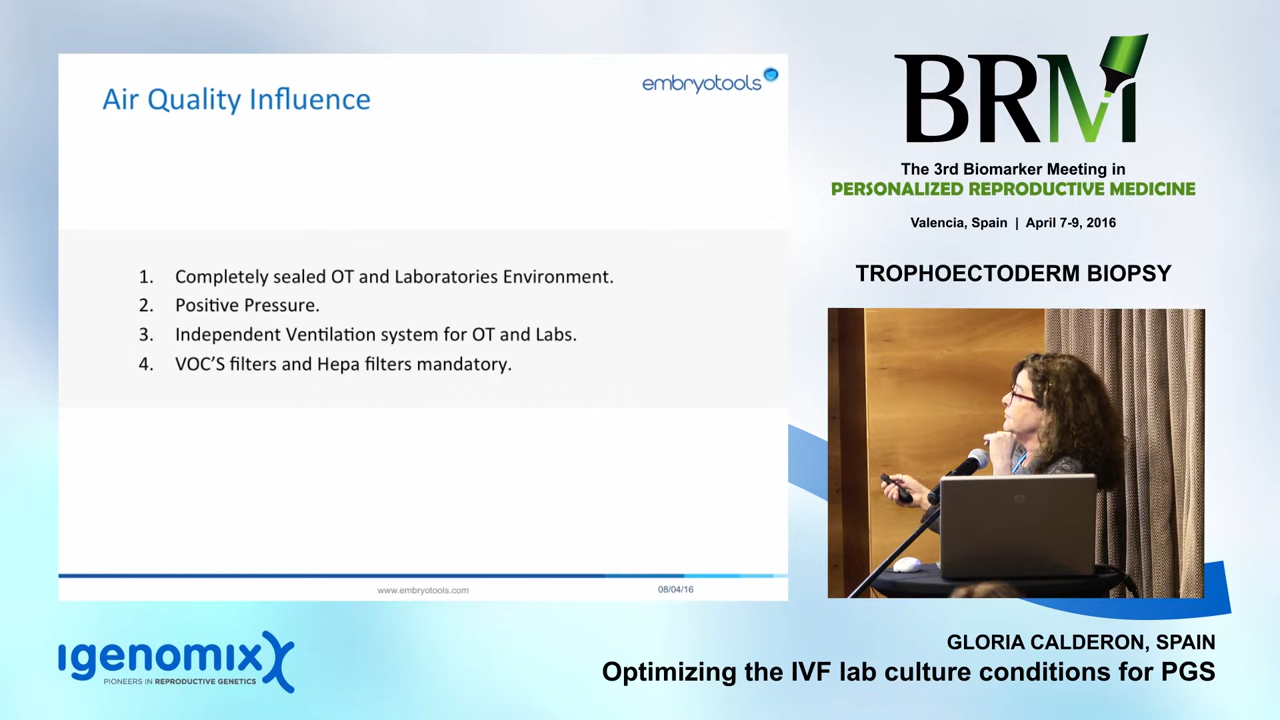 Air Quality Influence
embryotools
1. Completely sealed OT and Laboratories Environment.
2. Positive Pressure.
3. Independent Ventilation system for OT and Labs.
4. VOC'S filters and Hepa filters mandatory.
www.embryotools.com
08/04/16
BRM
The 3rd Biomarker Meeting in
PERSONALIZED REPRODUCTIVE MEDICINE
Valencia, Spain | April 7-9, 2016
TROPHOECTODERM BIOPSY
igenomix
PIONEERS IN REPRODUCTIVE GENETICS
GLORIA CALDERON, SPAIN
Optimizing the IVF lab culture conditions for PGS